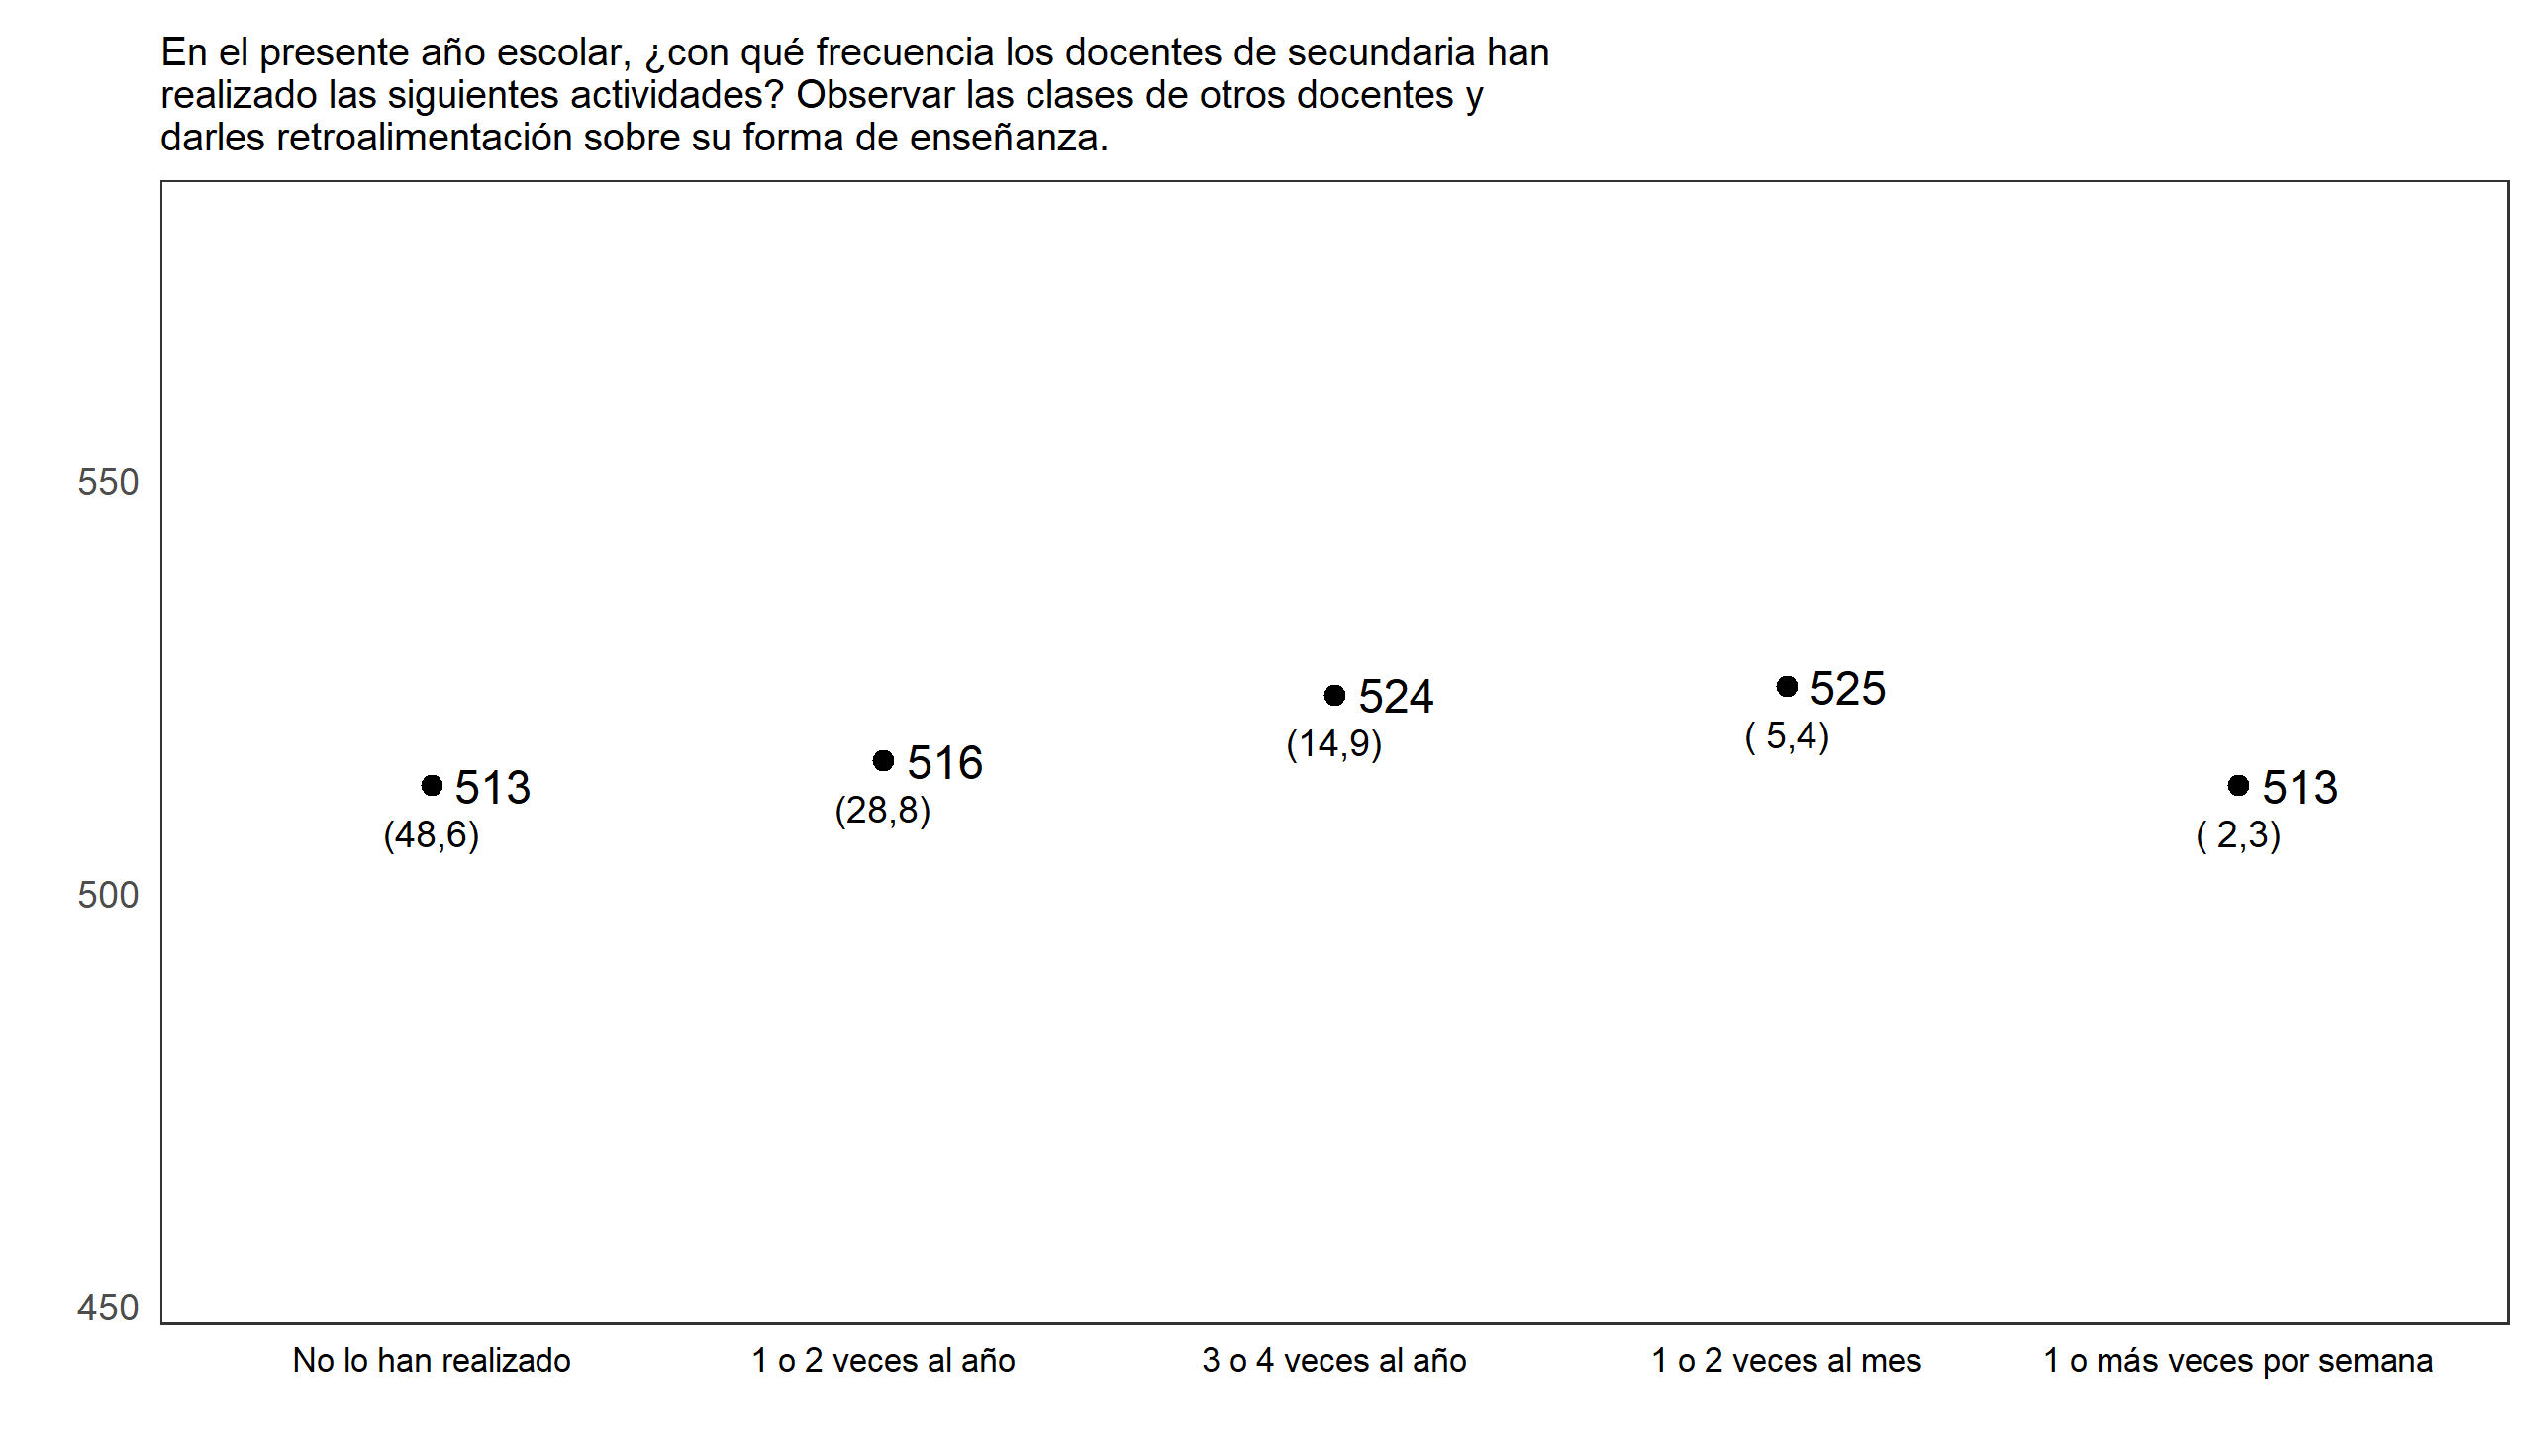 En el presente año escolar, ¿con qué frecuencia los docentes de secundaria han
realizado las siguientes actividades? Observar las clases de otros docentes y
darles retroalimentación sobre su forma de enseñanza.
550
500
450
513
(48,6)
516
(28,8)
524
(14,9)
525
( 5,4)
513
( 2,3)
No lo han realizado
1 o 2 veces al año
3 o 4 veces al año
1 o 2 veces al mes
1 o más veces por semana